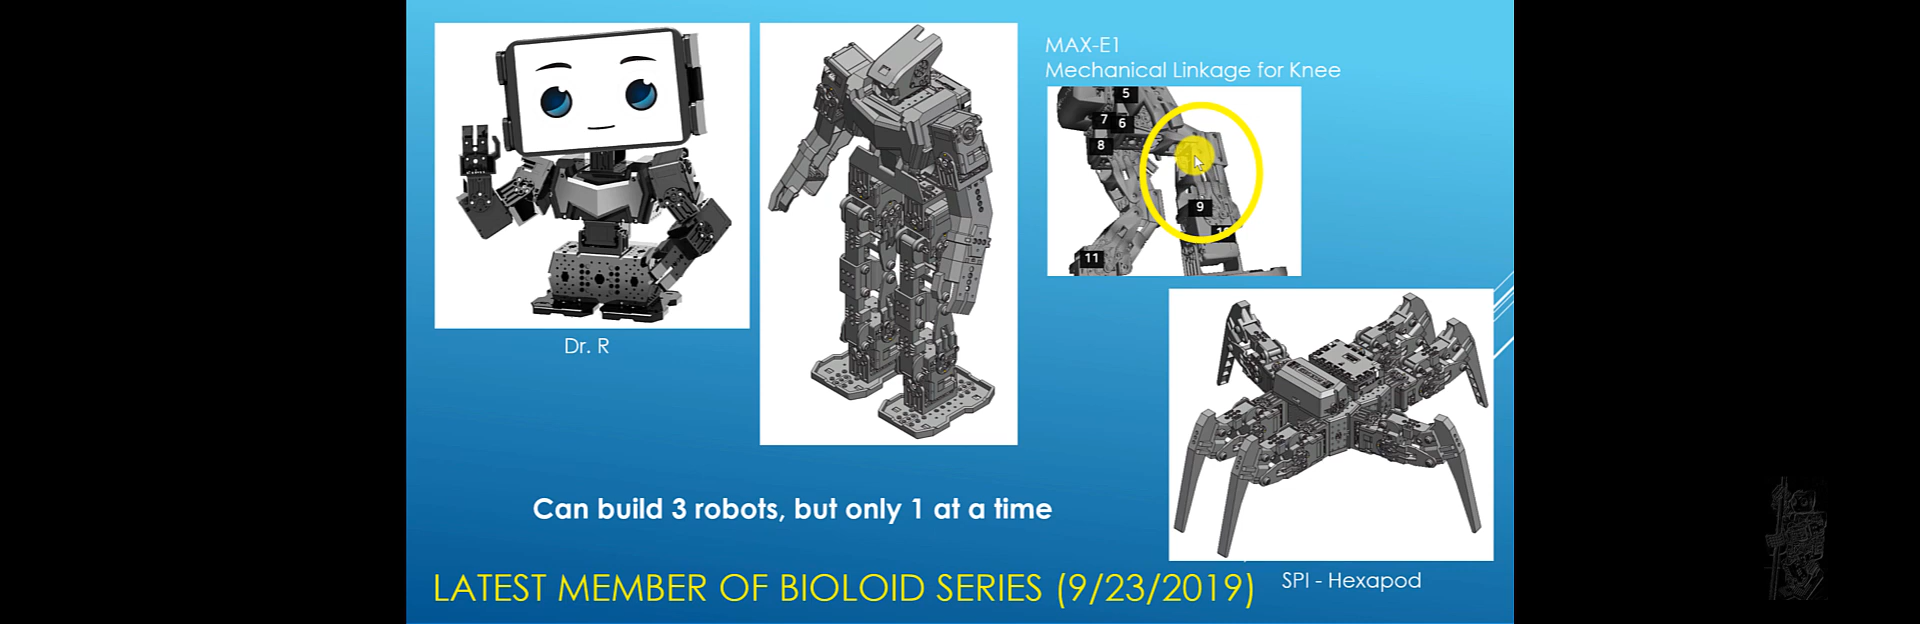 MAX-E1
Mechanical Linkage for Knee
5
7
6
8
9
11
Dr. R
Can build 3 robots, but only 1 at a time
LATEST MEMBER OF BIOLOID SERIES (9/23/2019)
SPI - Hexapod